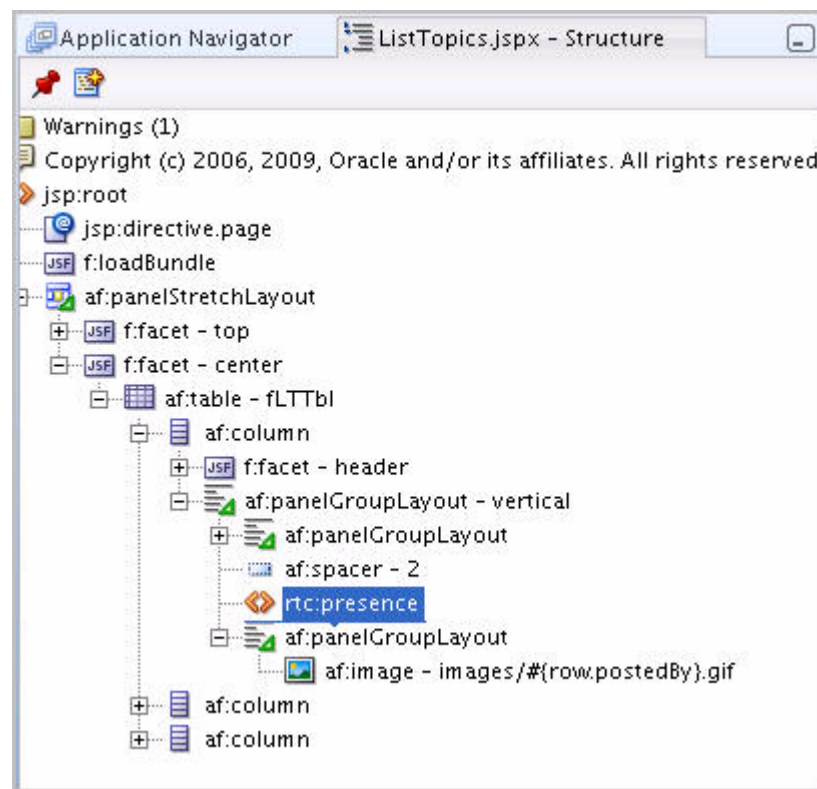 Application Navigator
ListTopics.jspx - Structure
Warnings (1)
Copyright (c) 2006, 2009, Oracle and/or its affiliates. All rights reserved
jsp:root
jsp:directive.page
JSF f:loadBundle
af:panelStretchLayout
JSF f:facet - top
JSF f:facet - center
af:table - fLTTbl
af:column
JSF f:facet - header
af:panelGroupLayout - vertical
af:panelGroupLayout
af:spacer - 2
rtc:presence
af:panelGroupLayout
af:image - images/#{row.postedBy}.gif
af:column
af:column